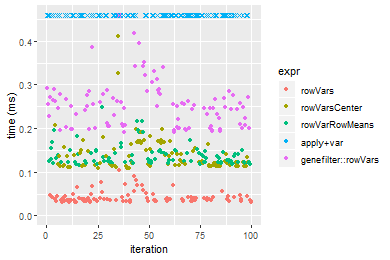 time (ms)
0.4
0.3
0.2
0.1
0.0
0
25
50
75
100
iteration
expr
rowVars
rowVarsCenter
rowVarRowMeans
apply+var
genefilter::rowVars